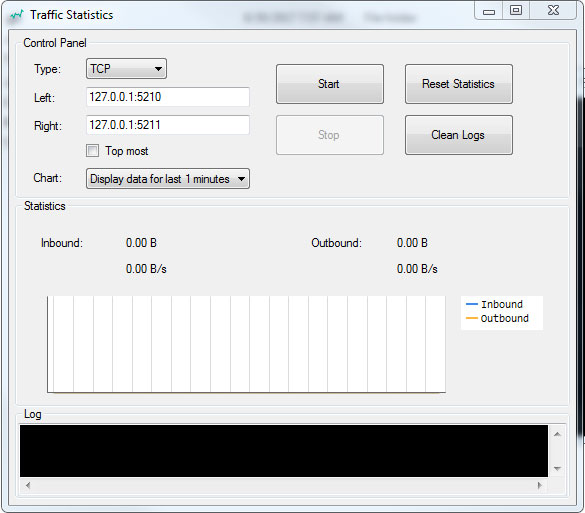 Traffic Statistics
Control Panel
Type: TCP
Left: 127.0.0.1:5210
Right: 127.0.0.1:5211
Top most
Chart: Display data for last 1 minutes
Start
Reset Statistics
Stop
Clean Logs
Statistics
Inbound: 0.00 B Outbound: 0.00 B
0.00 B/s 0.00 B/s
Inbound
Outbound
Log